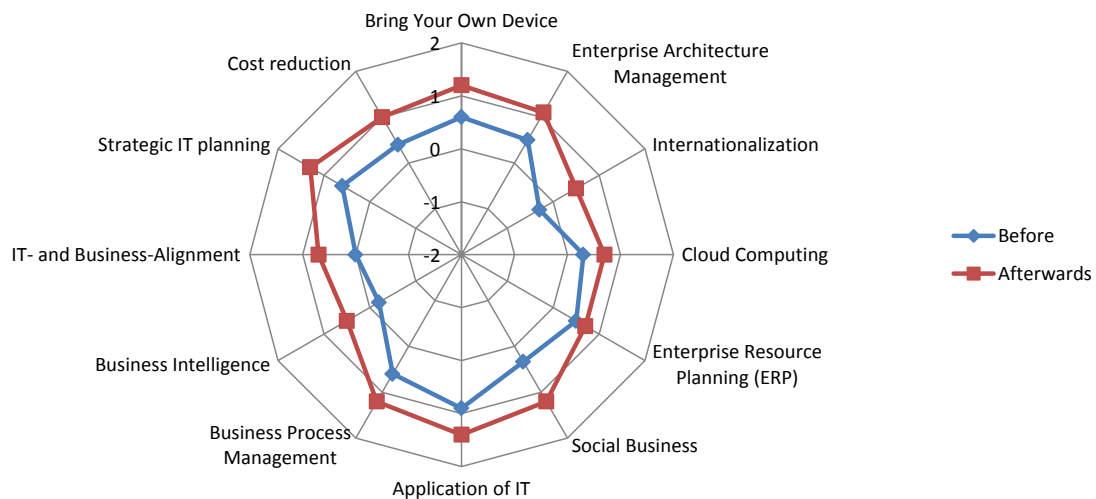 Bring Your Own Device
2
Enterprise Architecture
Management
Cost reduction
1
Strategic IT planning
0
Internationalization
-1
IT- and Business-Alignment
-2
Cloud Computing
Before
Afterwards
Business Intelligence
Enterprise Resource
Planning (ERP)
Business Process
Management
Social Business
Application of IT